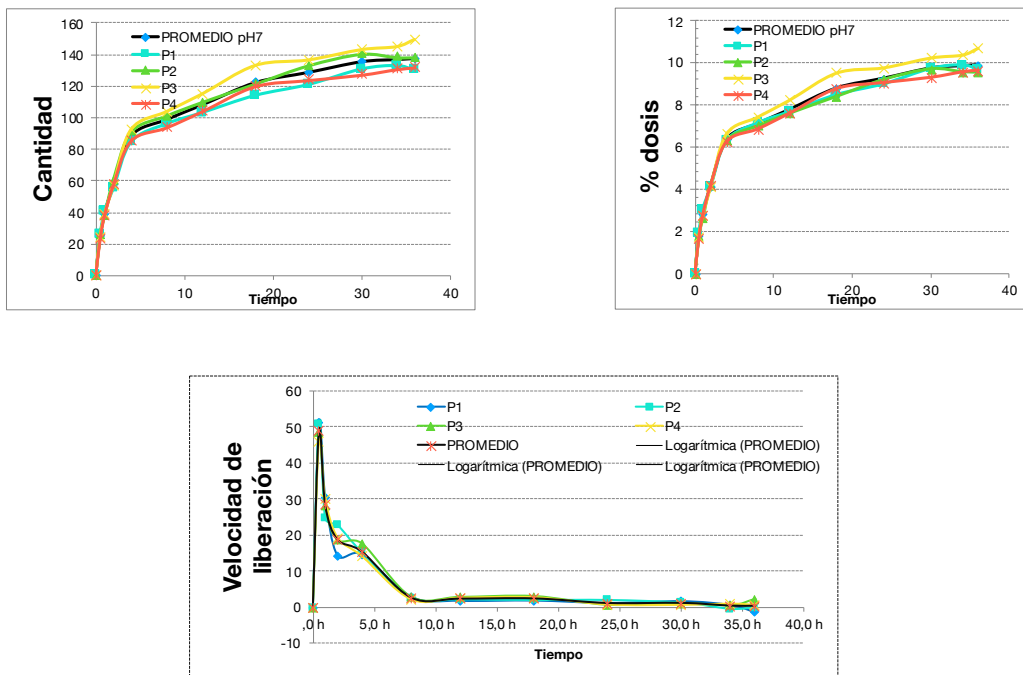 160
140
120
100
80
60
40
20
0
Cantidad
PROMEDIO pH7
P1
P2
P3
P4
0
10
20
30
40
Tiempo
12
10
8
6
4
2
0
% dosis
PROMEDIO pH7
P1
P2
P3
P4
0
10
20
30
40
Tiempo
60
50
40
30
20
10
0
-10
Velocidad de
liberación
P1
P2
P3
P4
PROMEDIO
Logarítmica (PROMEDIO)
Logarítmica (PROMEDIO)
Logarítmica (PROMEDIO)
,0 h
5,0 h
10,0 h
15,0 h
20,0 h
25,0 h
30,0 h
35,0 h
40,0 h
Tiempo